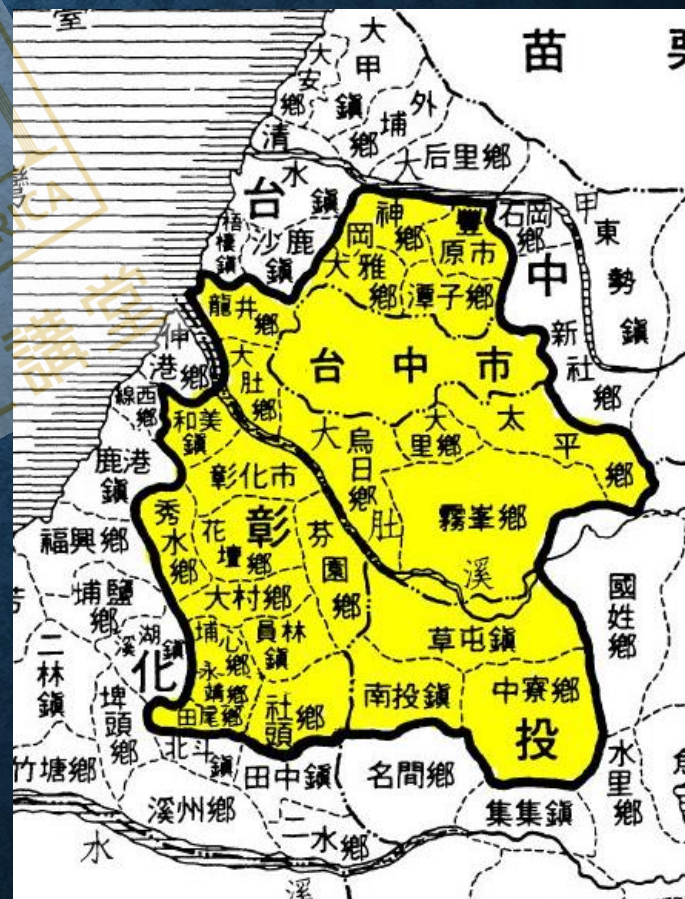 室
苗栗
大甲鎮
大安鄉
外埔鄉
后里鄉
清水鎮
大甲
台中
神岡鄉
豐原市
石岡鄉
東勢鎮
梧棲鎮
沙鹿鎮
大雅鄉
潭子鄉
新社鄉
龍井鄉
台中市
伸港鄉
大肚鄉
線西鄉
和美鎮
大里鄉
太平鄉
烏日鄉
大肚溪
鹿港鎮
彰化市
霧峯鄉
秀水鄉
花壇鄉
彰化
芬園鄉
福興鄉
國姓鄉
大村鄉
草屯鎮
埔鹽鄉
埔心鄉
員林鎮
溪湖鎮
二林鎮
永靖鄉
南投鎮
中寮鄉
埤頭鄉
田尾鄉
社頭鄉
投
北斗鎮
水里鄉
竹塘鄉
田中鎮
名間鄉
溪州鄉
集集鎮
二水鄉
水溪
講堂
RICA